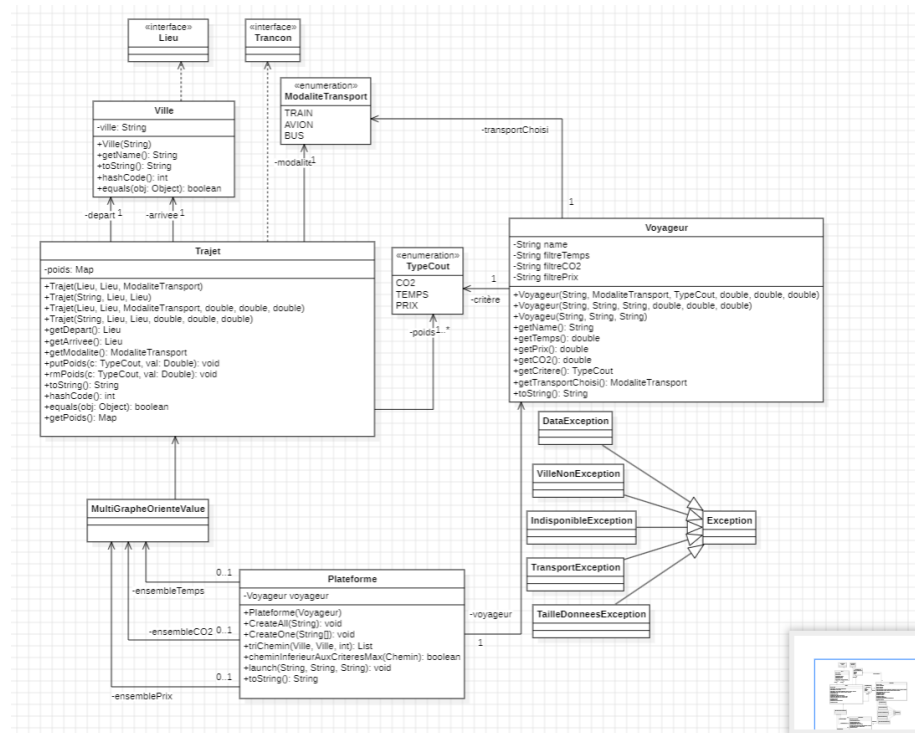 «interface»
Lieu
«interface»
Trancon
«enumeration»
ModaliteTransport
TRAIN
AVION
BUS
-transportChoisi
1
Ville
-ville: String
+Ville(String)
+getName(): String
+toString(): String
+hashCode(): int
+equals(obj: Object): boolean
-modalite
1
-depart 1
-arrivee 1
Trajet
-poids: Map
+Trajet(Lieu, Lieu, ModaliteTransport)
+Trajet(String, Lieu, Lieu)
+Trajet(Lieu, Lieu, ModaliteTransport, double, double, double)
+Trajet(String, Lieu, Lieu, double, double, double)
+getDepart(): Lieu
+getArrivee(): Lieu
+getModalite(): ModaliteTransport
+putPoids(c: TypeCout, val: Double): void
+rmPoids(c: TypeCout, val: Double): void
+toString(): String
+hashCode(): int
+equals(obj: Object): boolean
+getPoids(): Map
«enumeration»
TypeCout
CO2
TEMPS
PRIX
1
-critère
-poids 1..*
Voyageur
-String name
-String filtreTemps
-String filtreCO2
-String filtrePrix
+Voyageur(String, ModaliteTransport, TypeCout, double, double, double)
+Voyageur(String, String, String, double, double, double)
+Voyageu(String, String, String)
+getName(): String
+getTemps(): double
+getPrix(): double
+getCO2(): double
+getCritere(): TypeCout
+getTransportChoisi(): ModaliteTransport
+toString(): String
DataException
VilleNonException
IndisponibleException
TransportException
TailleDonneesException
Exception
MultiGrapheOrienteValue
0..1
-ensembleTemps
-ensembleCO2 0..1
0..1
-ensemblePrix
Plateforme
-Voyageur voyageur
+Plateforme(Voyageur)
+CreateAll(String): void
+CreateOne(String[]): void
+triChemin(Ville, Ville, int): List
+cheminInferieurAuxCriteresMax(Chemin): boolean
+launch(String, String, String): void
+toString(): String
-voyageur
1